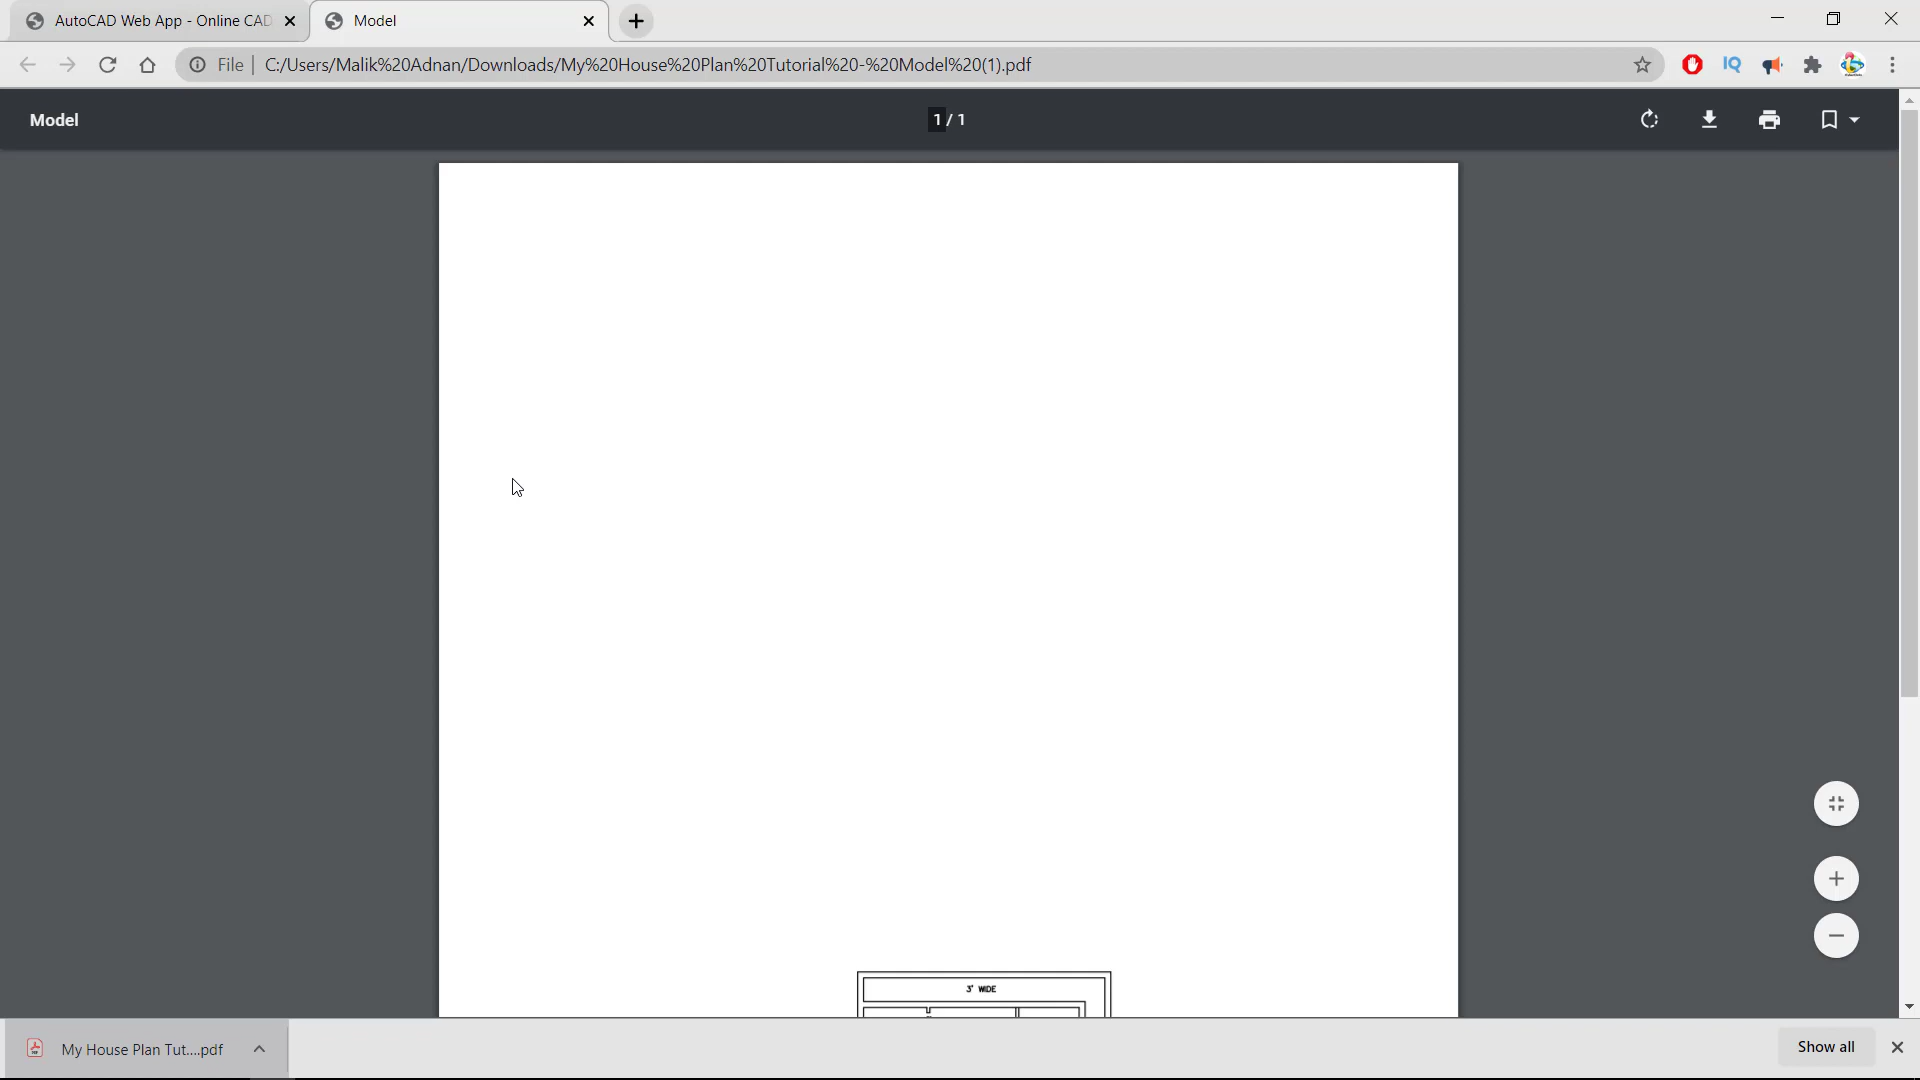 AutoCAD Web App - Online CAD
Model
File
C:/Users/Malik%20Adnan/Downloads/My%20House%20Plan%20Tutorial%20-%20Model%20(1).pdf
IQ
Model
1 / 1
3' WIDE
My House Plan Tut....pdf
Show all